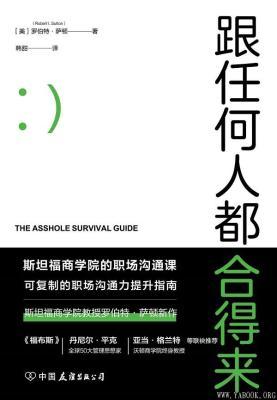 (Robert I. Sutton)
[美]罗伯特·萨顿————著
韩甜————译
跟任何人都
合得来
:)
THE ASSHOLE SURVIVAL GUIDE
斯坦福商学院的职场沟通课
可复制的职场沟通力提升指南
斯坦福商学院教授罗伯特·萨顿新作
《福布斯》 丹尼尔·平克 亚当·格兰特 等联袂推荐
全球50大管理思想家 沃顿商学院终身教授
中国友谊出版公司
www.YABOOK.org